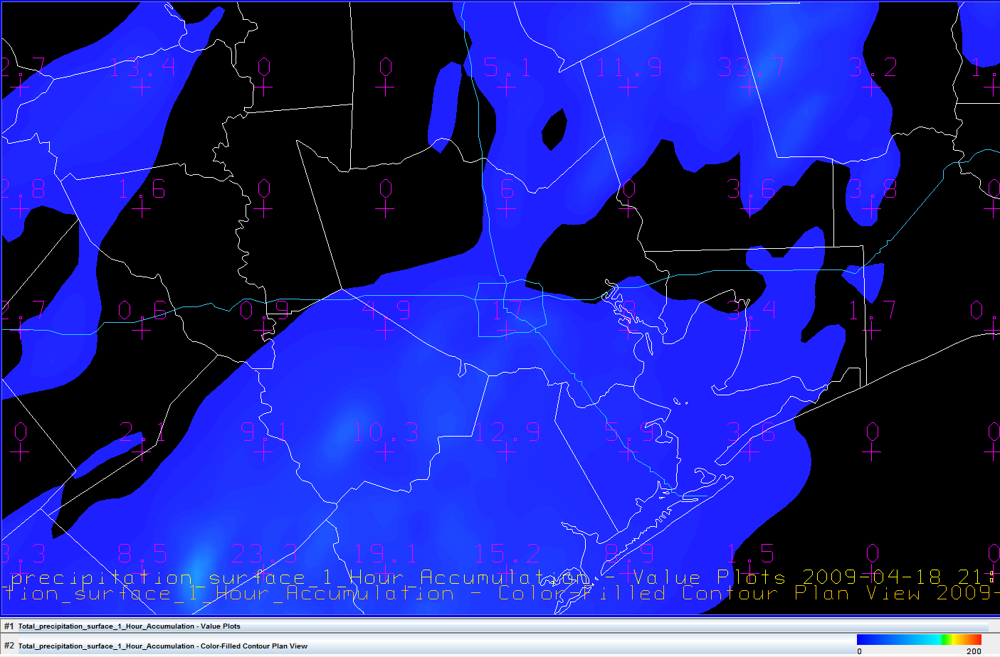 2.7 13.4 0 0 5.1 11.9 33.7 3.2 1.
2.8 1.6 0 0 6 0 3.6 3.8 0
2.7 0.6 0.9 4.9 17 8 3.4 1.7 0.
0 2.1 9.1 10.3 12.9 5.9 3.8 0 0
3.3 8.5 23.3 19.1 15.2 8.9 1.5 0 0
precipitation_surface_1_Hour_Accumulation - Value Plots 2009-04-18 21:
tion_surface_1_Hour_Accumulation - Color-Filled Contour Plan View 2009-
#1 Total_precipitation_surface_1_Hour_Accumulation - Value Plots
#2 Total_precipitation_surface_1_Hour_Accumulation - Color-Filled Contour Plan View
0 200